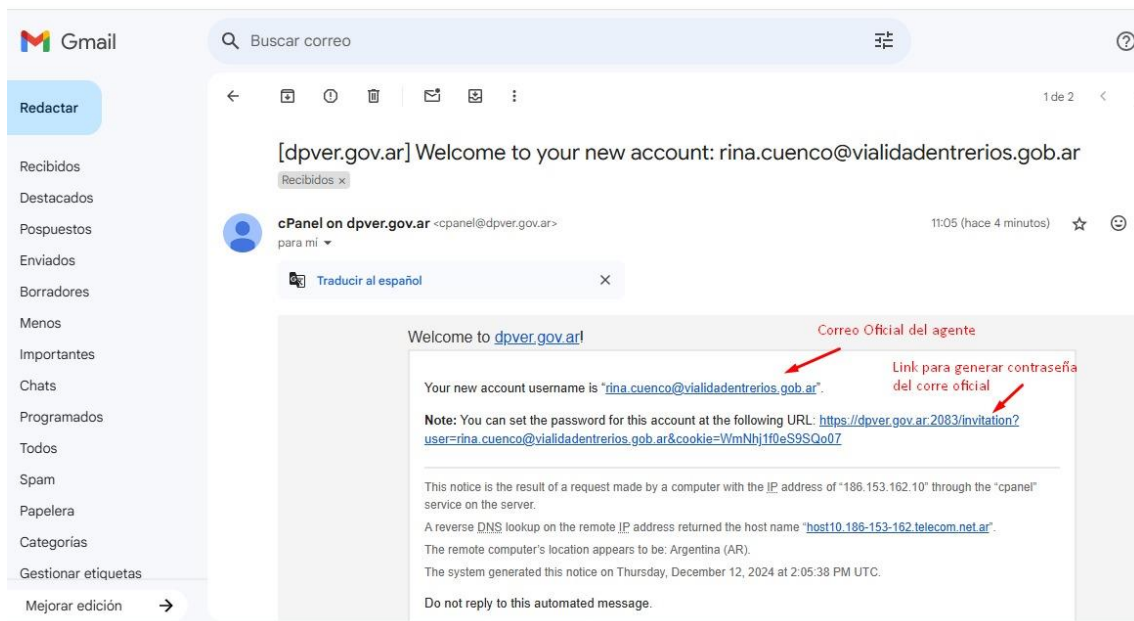 Gmail
Buscar correo
Redactar
1 de 2
[dpver.gov.ar] Welcome to your new account: rina.cuenco@vialidadentrerios.gob.ar
Recibidos ×
Recibidos
Destacados
Pospuestos
Enviados
Borradores
Menos
Importantes
Chats
Programados
Todos
Spam
Papelera
Categorías
Gestionar etiquetas
Mejorar edición
cPanel on dpver.gov.ar <cpanel@dpver.gov.ar>
11:05 (hace 4 minutos)
para mí
Traducir al español
Welcome to dpver.gov.ar!
Correo Oficial del agente
Link para generar contraseña
del corre oficial
Your new account username is “rina.cuenco@vialidadentrerios.gob.ar”.
Note: You can set the password for this account at the following URL: https://dpver.gov.ar:2083/invitation?
user=rina.cuenco@vialidadentrerios.gob.ar&cookie=WmNhj1f0eS9SQo07
This notice is the result of a request made by a computer with the IP address of “186.153.162.10” through the “cpanel”
service on the server.
A reverse DNS lookup on the remote IP address returned the host name “host10.186-153-162.telecom.net.ar”.
The remote computer’s location appears to be: Argentina (AR).
The system generated this notice on Thursday, December 12, 2024 at 2:05:38 PM UTC.
Do not reply to this automated message.